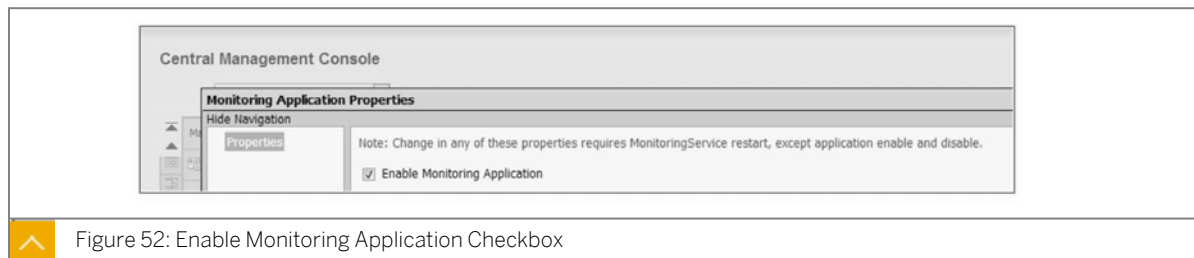 Central Management Console
Monitoring Application Properties
Hide Navigation
Ma
Properties
Note: Change in any of these properties requires MonitoringService restart, except application enable and disable.
Enable Monitoring Application
Figure 52: Enable Monitoring Application Checkbox